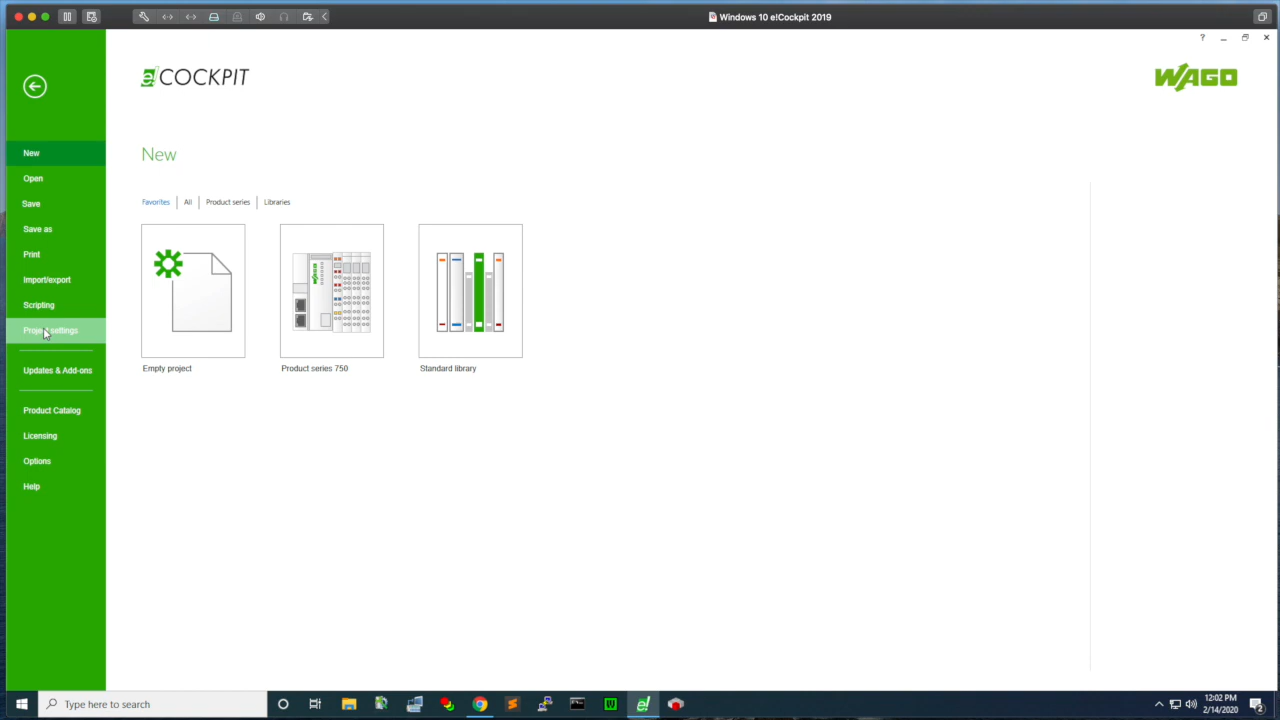 Windows 10 e!Cockpit 2019
e!COCKPIT
WAGO
New
Open
Save
Save as
Print
Import/export
Scripting
Project settings
Updates & Add-ons
Product Catalog
Licensing
Options
Help
New
Favorites
All
Product series
Libraries
WAGO
Empty project
Product series 750
Standard library
Type here to search
e!
12:02 PM
2/14/2020
2